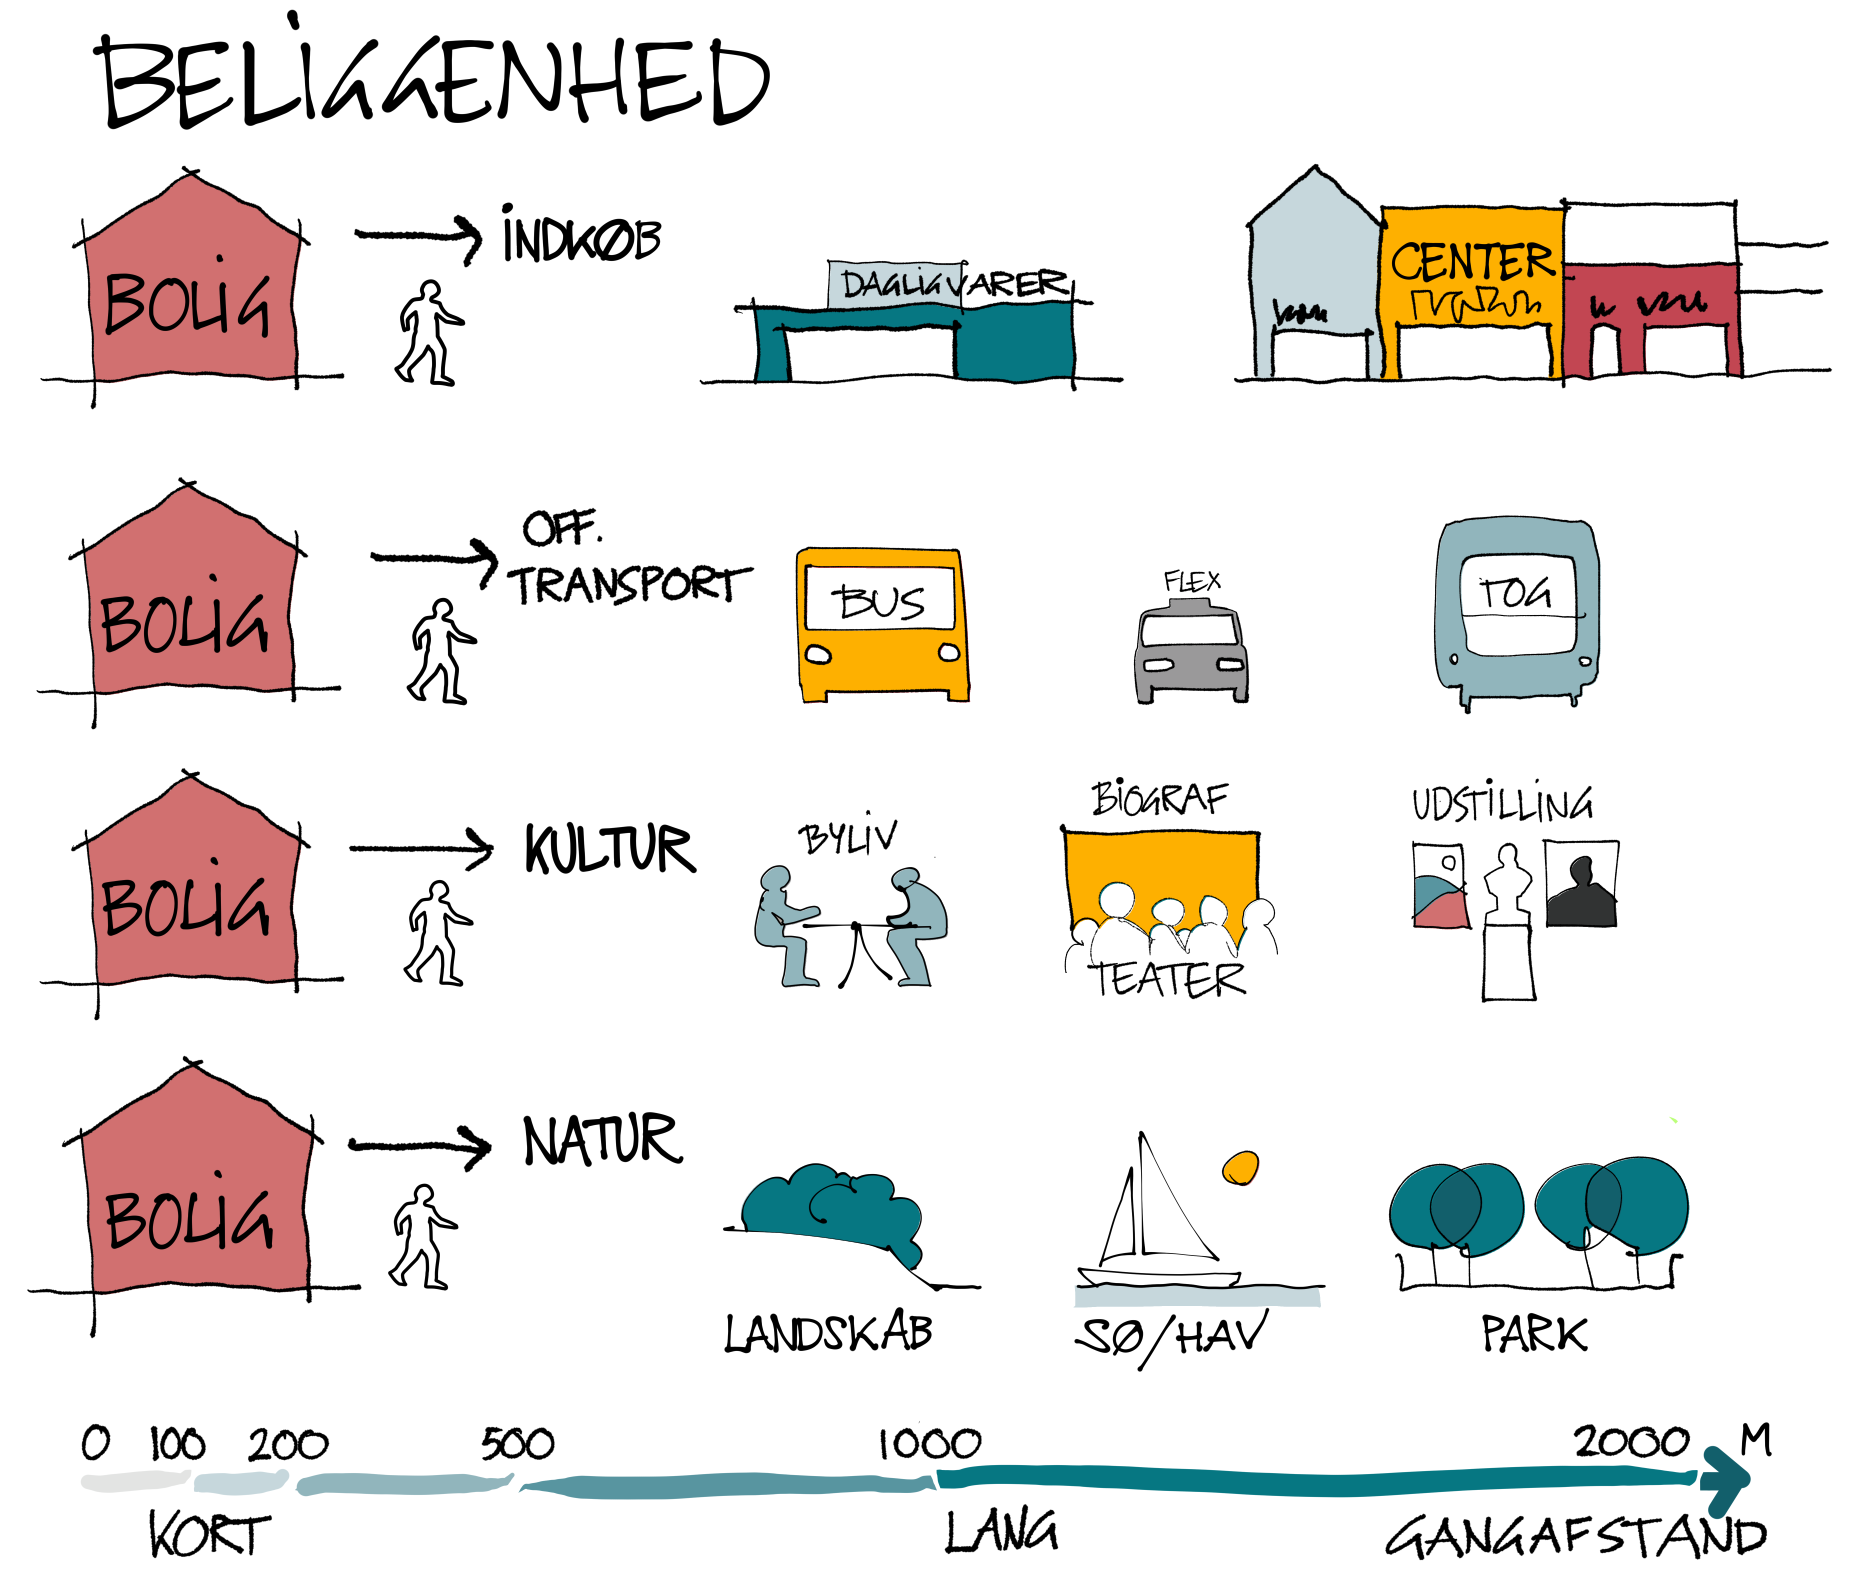 BELIGGENHED
BOLIG
INDKØB
DAGLIGVARER
CENTER
BOLIG
OFF.
TRANSPORT
BUS
FLEX
TOG
BOLIG
KULTUR
BYLIV
BIOGRAF
TEATER
UDSTILLING
BOLIG
NATUR
LANDSKAB
SØ/HAV
PARK
0 100 200 500 1000 2000 M
KORT LANG GANGAFSTAND